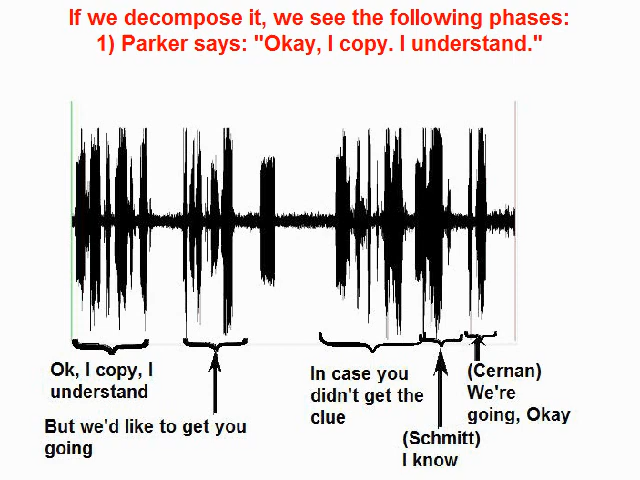 If we decompose it, we see the following phases:
1) Parker says: "Okay, I copy. I understand."
Ok, I copy, I
understand
But we'd like to get you
going
In case you
didn't get the
clue
(Schmitt)
I know
(Cernan)
We're
going, Okay